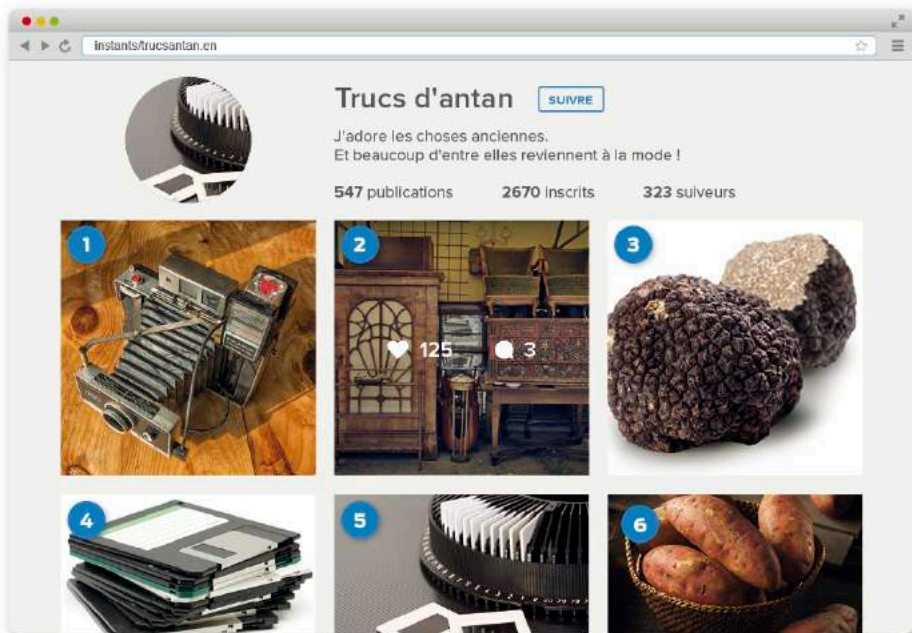 instants/trucsantan.en
Trucs d'antan SUIVRE
J'adore les choses anciennes.
Et beaucoup d'entre elles reviennent à la mode !
547 publications 2670 inscrits 323 suiveurs
1 2 3
125 3
4 5 6